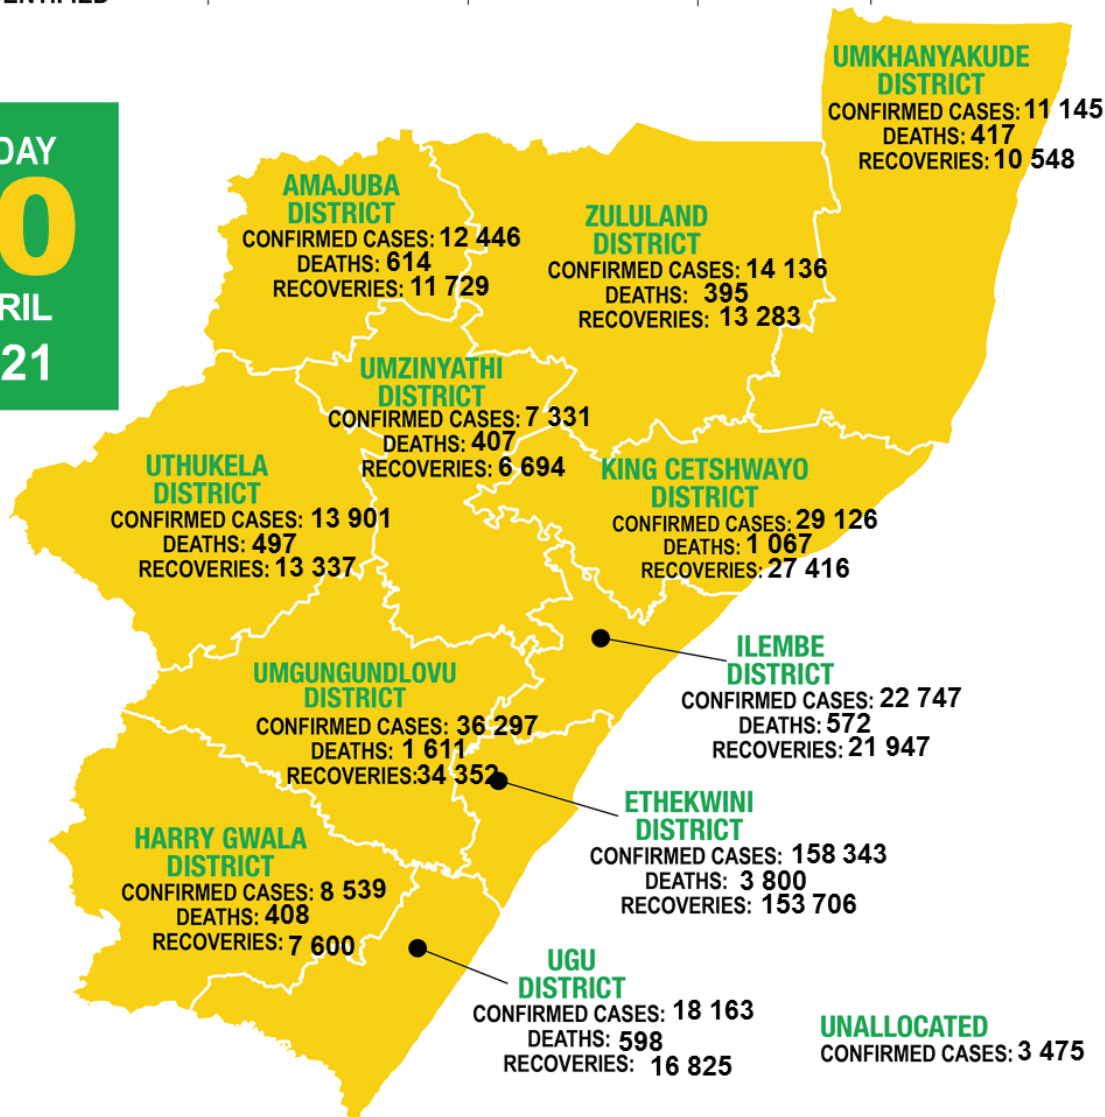 UMKHANYAKUDE
DISTRICT
CONFIRMED CASES: 11 145
DEATHS: 417
RECOVERIES: 10 548
DAY
0
RIL
21
AMAJUBA
DISTRICT
CONFIRMED CASES: 12 446
DEATHS: 614
RECOVERIES: 11 729
ZULULAND
DISTRICT
CONFIRMED CASES: 14 136
DEATHS: 395
RECOVERIES: 13 283
UMZINYATHI
DISTRICT
CONFIRMED CASES: 7 331
DEATHS: 407
RECOVERIES: 6 694
UTHUKELA
DISTRICT
CONFIRMED CASES: 13 901
DEATHS: 497
RECOVERIES: 13 337
KING CETSHWAYO
DISTRICT
CONFIRMED CASES: 29 126
DEATHS: 1 067
RECOVERIES: 27 416
ILEMBE
DISTRICT
CONFIRMED CASES: 22 747
DEATHS: 572
RECOVERIES: 21 947
UMGUNGUNDLOVU
DISTRICT
CONFIRMED CASES: 36 297
DEATHS: 1 611
RECOVERIES: 34 352
ETHEKWINI
DISTRICT
CONFIRMED CASES: 158 343
DEATHS: 3 800
RECOVERIES: 153 706
HARRY GWALA
DISTRICT
CONFIRMED CASES: 8 539
DEATHS: 408
RECOVERIES: 7 600
UGU
DISTRICT
CONFIRMED CASES: 18 163
DEATHS: 598
RECOVERIES: 16 825
UNALLOCATED
CONFIRMED CASES: 3 475